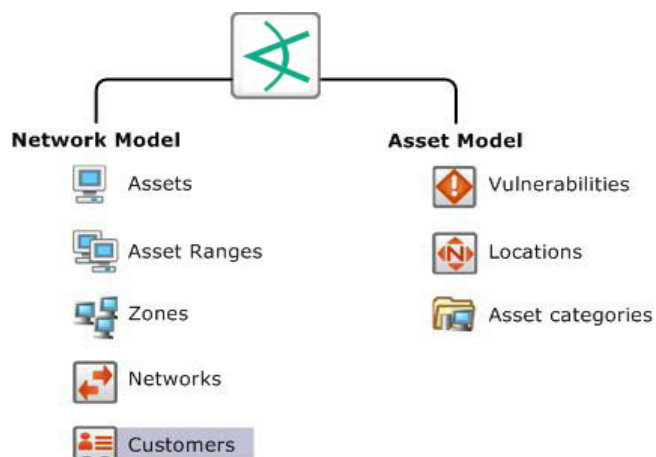 Network Model
Assets
Asset Ranges
Zones
Networks
Customers
Asset Model
Vulnerabilities
Locations
Asset categories